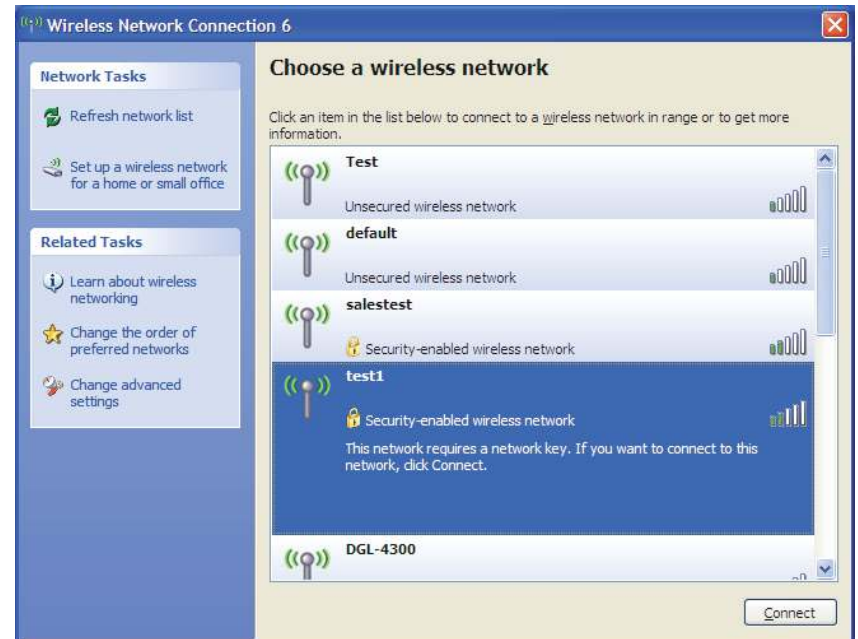 Wireless Network Connection 6
Network Tasks
Refresh network list
Set up a wireless network
for a home or small office
Related Tasks
Learn about wireless
networking
Change the order of
preferred networks
Change advanced
settings
Choose a wireless network
Click an item in the list below to connect to a wireless network in range or to get more
information.
Test
Unsecured wireless network
default
Unsecured wireless network
salestest
Security-enabled wireless network
test1
Security-enabled wireless network
This network requires a network key. If you want to connect to this
network, click Connect.
DGL-4300
Connect